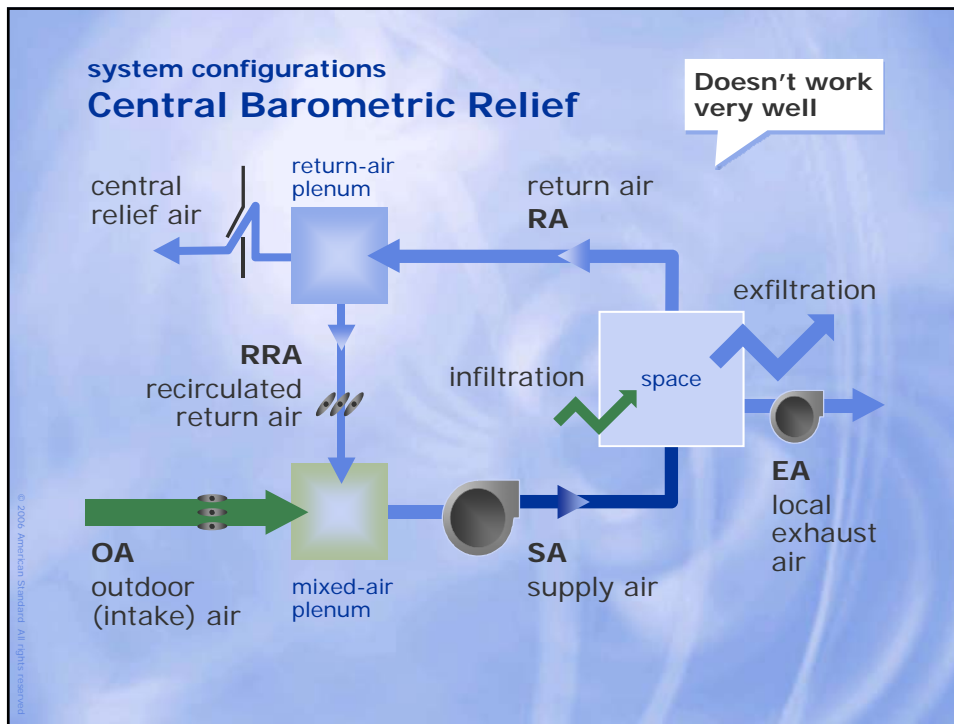 system configurations
Central Barometric Relief
Doesn't work
very well
central
relief air
return-air
plenum
return air
RA
exfiltration
RRA
recirculated
return air
infiltration
space
EA
local
exhaust
air
OA
outdoor
(intake) air
mixed-air
plenum
SA
supply air
© 2006 American Standard All rights reserved